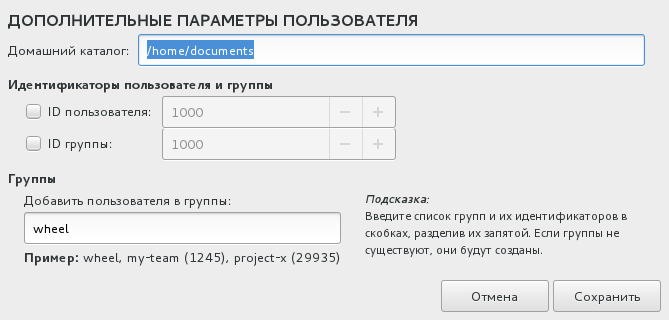 ДОПОЛНИТЕЛЬНЫЕ ПАРАМЕТРЫ ПОЛЬЗОВАТЕЛЯ
Домашний каталог: /home/documents
Идентификаторы пользователя и группы
ID пользователя: 1000 − +
ID группы: 1000 − +
Группы
Добавить пользователя в группы:
wheel
Пример: wheel, my-team (1245), project-x (29935)
Подсказка:
Введите список групп и их идентификаторов в
скобках, разделив их запятой. Если группы не
существуют, они будут созданы.
Отмена
Сохранить